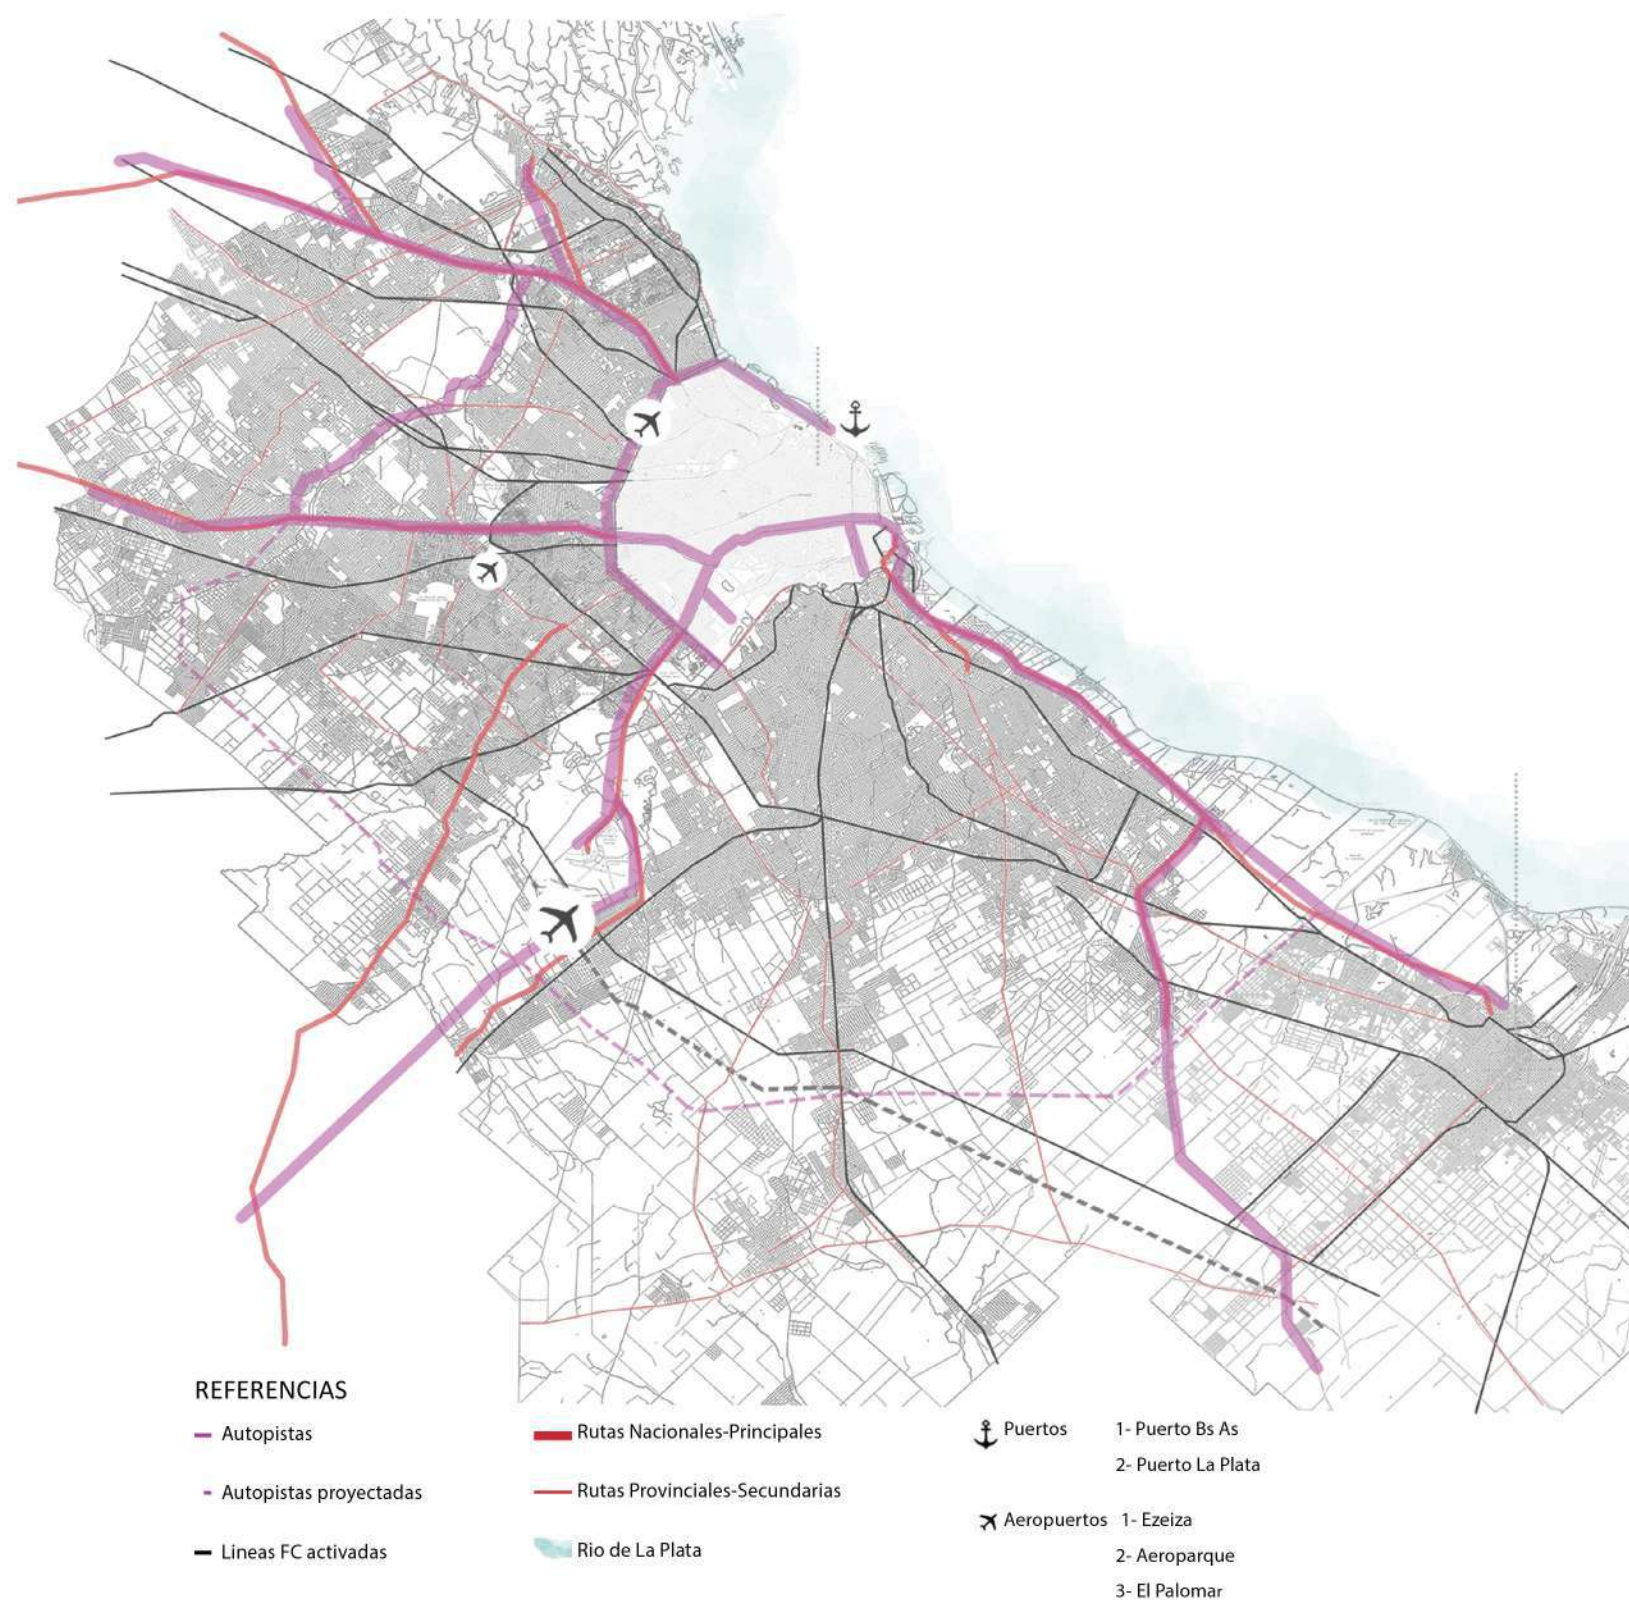 REFERENCIAS
Autopistas
Autopistas proyectadas
Lineas FC activadas
Rutas Nacionales-Principales
Rutas Provinciales-Secundarias
Rio de La Plata
Puertos 1- Puerto Bs As
2- Puerto La Plata
Aeropuertos 1- Ezeiza
2- Aeroparque
3- El Palomar